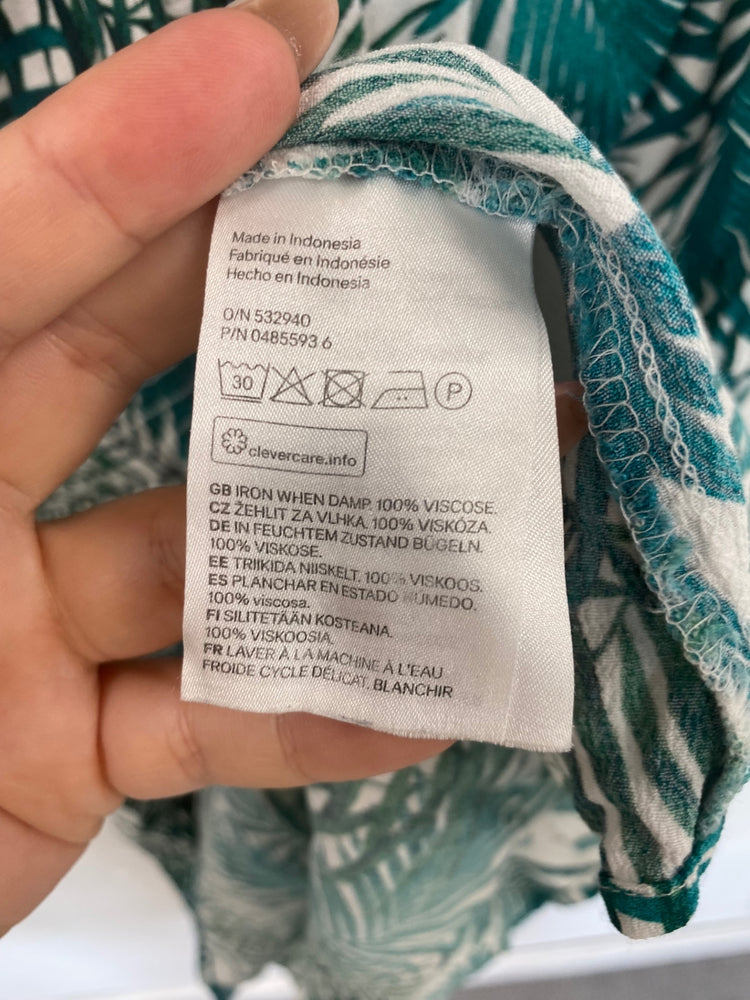 Made in Indonesia
Fabriqué en Indonésie
Hecho en Indonesia
O/N 532940
P/N 0485593 6
30 P
clevercare.info
GB IRON WHEN DAMP. 100% VISCOSE.
CZ ŽEHLIT ZA VLHKA. 100% VISKÓZA.
DE IN FEUCHTEM ZUSTAND BÜGELN.
100% VISKOSE.
EE TRIIKIDA NIISKELT. 100% VISKOOS.
ES PLANCHAR EN ESTADO HUMEDO.
100% viscosa.
FI SILITETÄÄN KOSTEANA.
100% VISKOOSIA.
FR LAVER À LA MACHINE À L'EAU
FROIDE CYCLE DÉLICAT. BLANCHIR